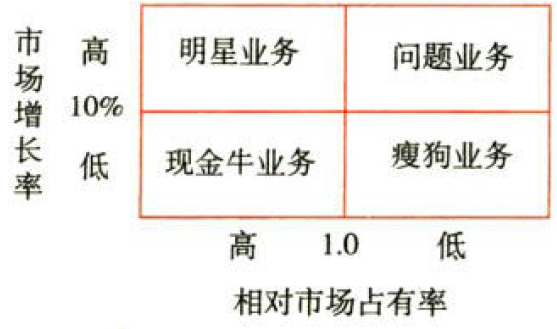 市场增长率
高
10%
低
明星业务
问题业务
现金牛业务
瘦狗业务
高
1.0
低
相对市场占有率